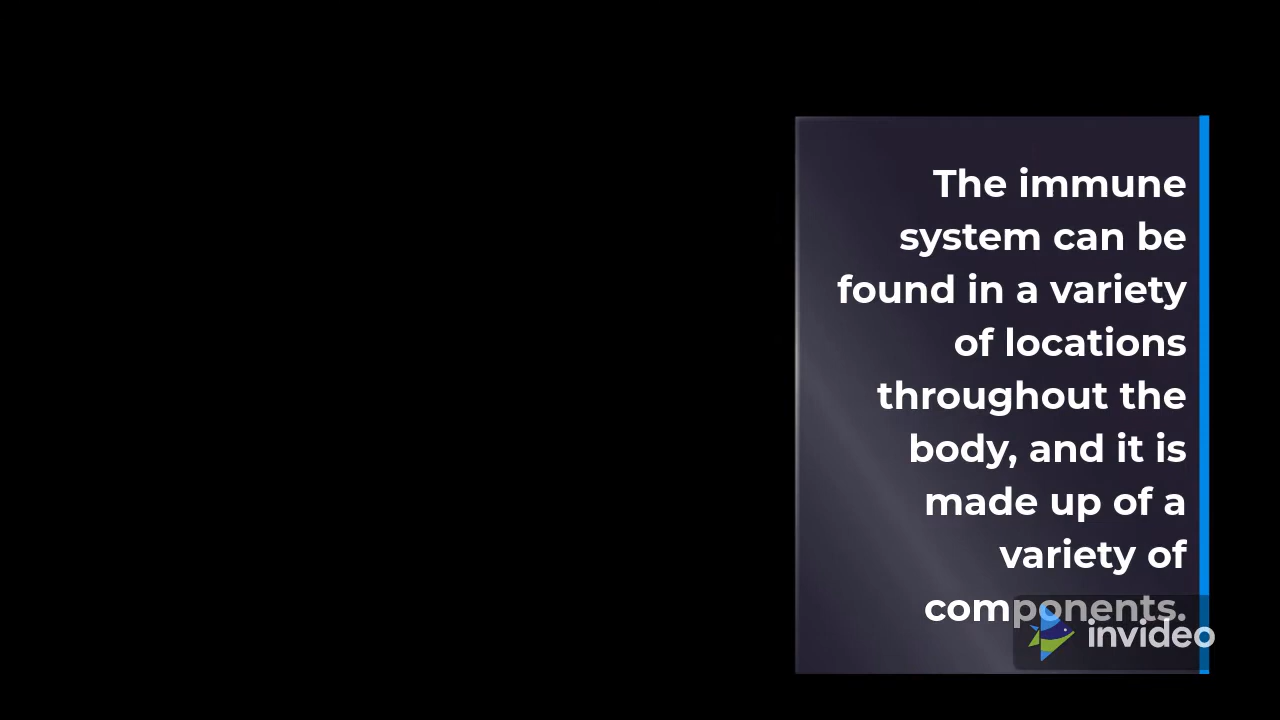 The immune
system can be
found in a variety
of locations
throughout the
body, and it is
made up of a
variety of
components.
invideo